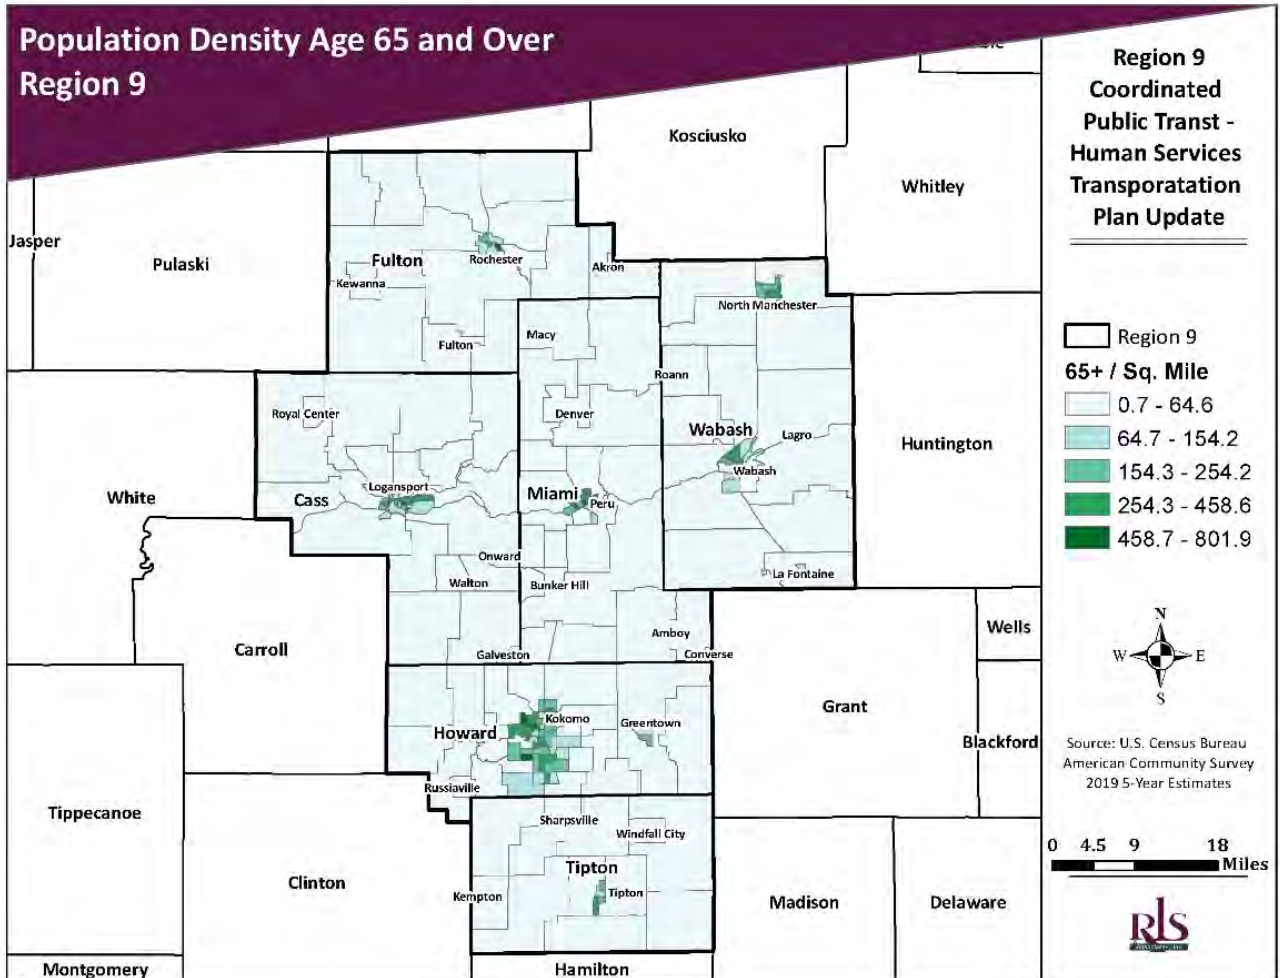 Population Density Age 65 and Over
Region 9
Region 9
Coordinated
Public Transt -
Human Services
Transporatation
Plan Update
Region 9
65+ / Sq. Mile
0.7 - 64.6
64.7 - 154.2
154.3 - 254.2
254.3 - 458.6
458.7 - 801.9
N
W
E
S
Source: U.S. Census Bureau
American Community Survey
2019 5-Year Estimates
0 4.5 9 18
Miles
RLS
Kosciusko
Whitley
Jasper
Pulaski
Fulton
Rochester
Akron
Kewanna
North Manchester
Fulton
Macy
Roann
Royal Center
Denver
Wabash
Lagro
Huntington
Wabash
White
Logansport
Cass
Miami
Peru
Onward
Walton
Bunker Hill
La Fontaine
Wells
Amboy
Carroll
Galveston
Converse
Grant
Kokomo
Greentown
Howard
Blackford
Russiaville
Tippecanoe
Sharpsville
Windfall City
Tipton
Clinton
Kempton
Tipton
Madison
Delaware
Montgomery
Hamilton